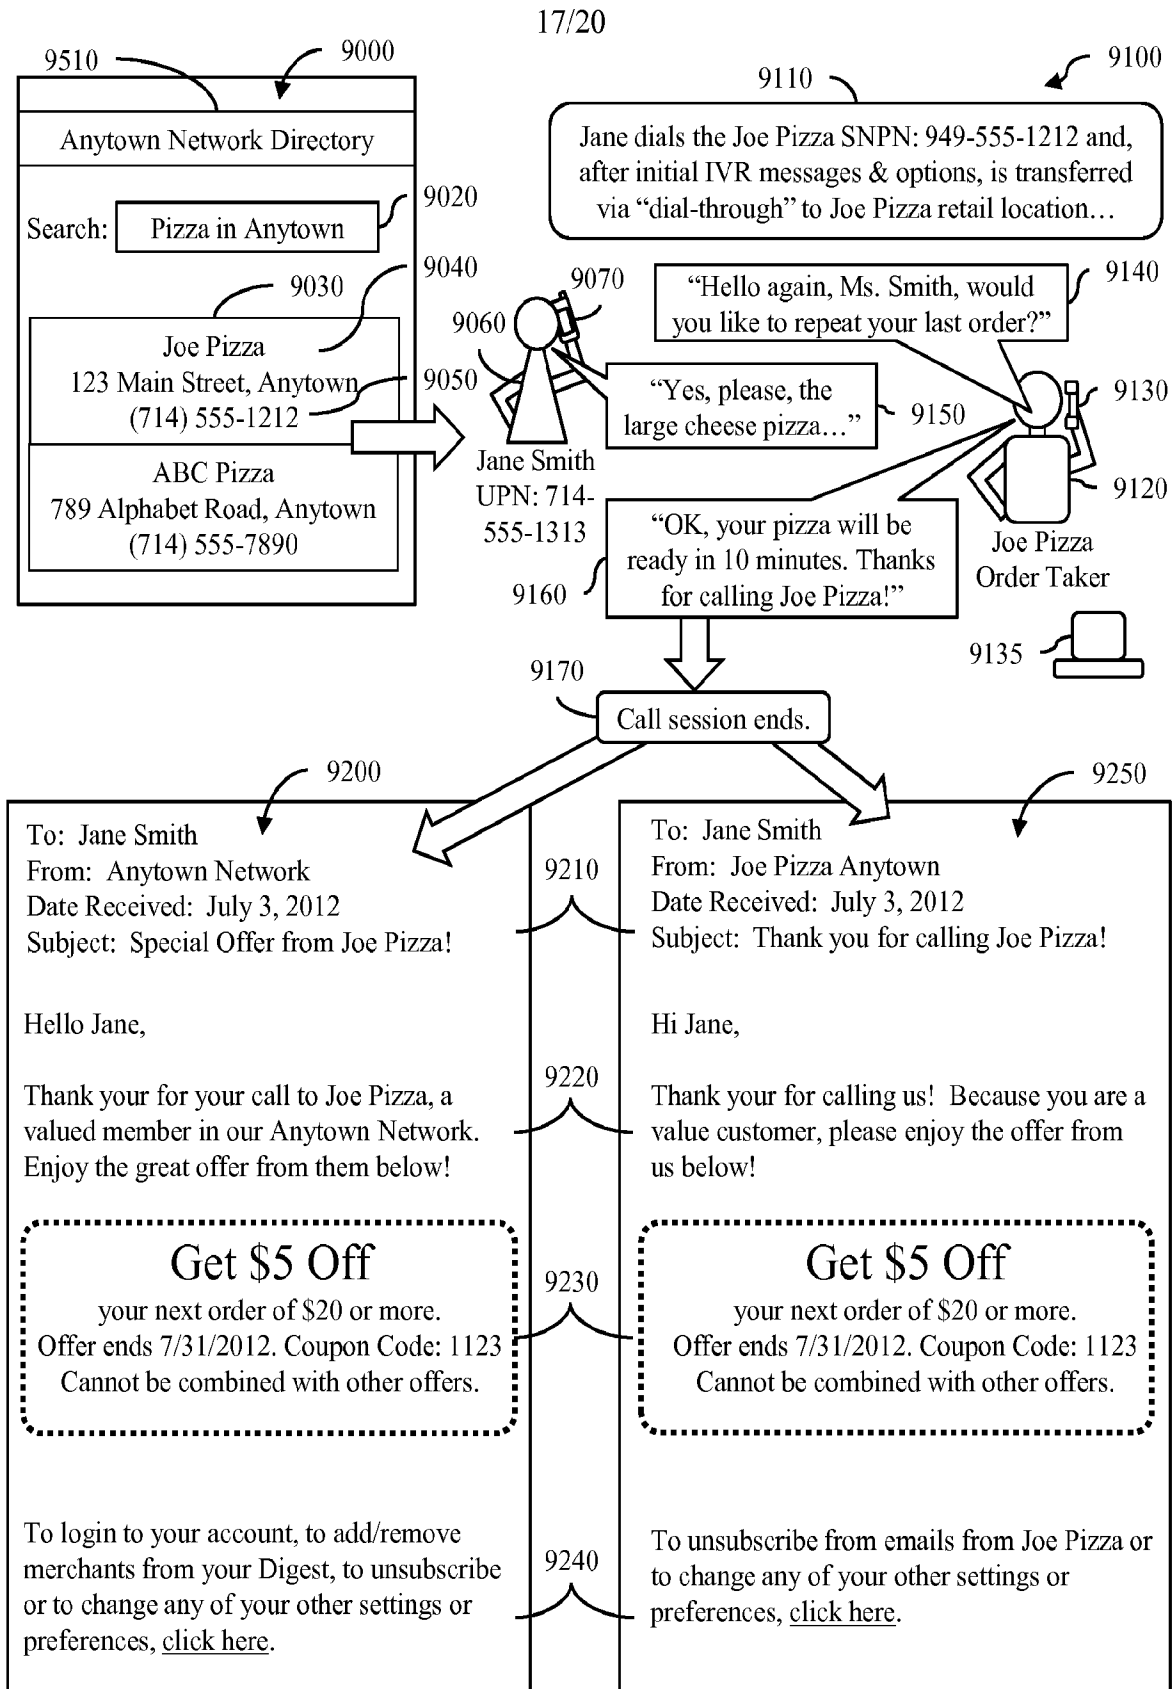 17/20
9510
9000
Anytown Network Directory
Search:
Pizza in Anytown
9020
9040
9030
Joe Pizza
123 Main Street, Anytown
(714) 555-1212
9050
ABC Pizza
789 Alphabet Road, Anytown
(714) 555-7890
9100
9110
Jane dials the Joe Pizza SNPN: 949-555-1212 and,
after initial IVR messages & options, is transferred
via “dial-through” to Joe Pizza retail location…
9070
9060
Jane Smith
UPN: 714-
555-1313
9140
“Hello again, Ms. Smith, would
you like to repeat your last order?”
“Yes, please, the
large cheese pizza…”
9150
9130
9120
Joe Pizza
Order Taker
“OK, your pizza will be
ready in 10 minutes. Thanks
for calling Joe Pizza!”
9160
9135
9170
Call session ends.
9200
To: Jane Smith
From: Anytown Network
Date Received: July 3, 2012
Subject: Special Offer from Joe Pizza!
Hello Jane,
Thank your for your call to Joe Pizza, a
valued member in our Anytown Network.
Enjoy the great offer from them below!
Get $5 Off
your next order of $20 or more.
Offer ends 7/31/2012. Coupon Code: 1123
Cannot be combined with other offers.
To login to your account, to add/remove
merchants from your Digest, to unsubscribe
or to change any of your other settings or
preferences, click here.
9210
9220
9230
9240
9250
To: Jane Smith
From: Joe Pizza Anytown
Date Received: July 3, 2012
Subject: Thank you for calling Joe Pizza!
Hi Jane,
Thank your for calling us! Because you are a
value customer, please enjoy the offer from
us below!
Get $5 Off
your next order of $20 or more.
Offer ends 7/31/2012. Coupon Code: 1123
Cannot be combined with other offers.
To unsubscribe from emails from Joe Pizza or
to change any of your other settings or
preferences, click here.